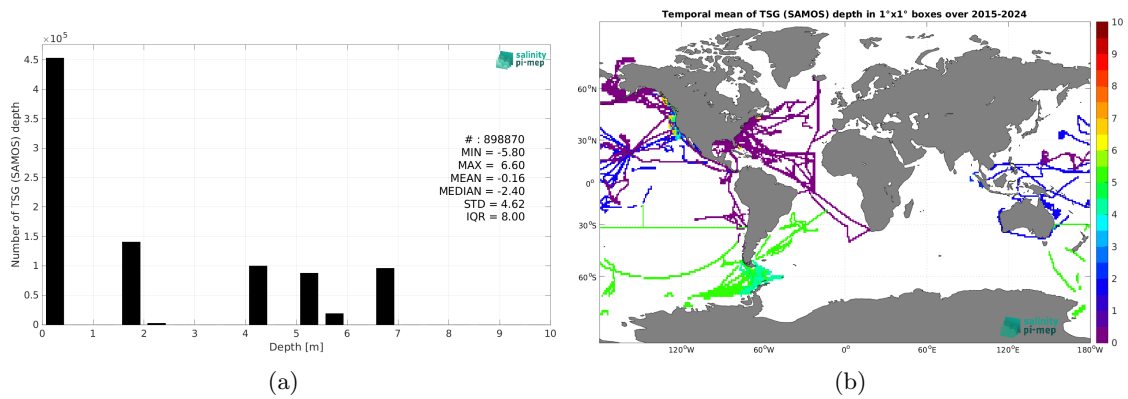 ×10⁵
4.5
4
3.5
3
2.5
2
1.5
1
0.5
0
Number of TSG (SAMOS) depth
salinity
pi-mep
# : 898870
MIN = -5.80
MAX = 6.60
MEAN = -0.16
MEDIAN = -2.40
STD = 4.62
IQR = 8.00
0 1 2 3 4 5 6 7 8 9 10
Depth [m]
(a)
Temporal mean of TSG (SAMOS) depth in 1°x1° boxes over 2015-2024
60°N
30°N
0°
30°S
60°S
120°W 60°W 0° 60°E 120°E 180°W
salinity
pi-mep
10
9
8
7
6
5
4
3
2
1
0
(b)